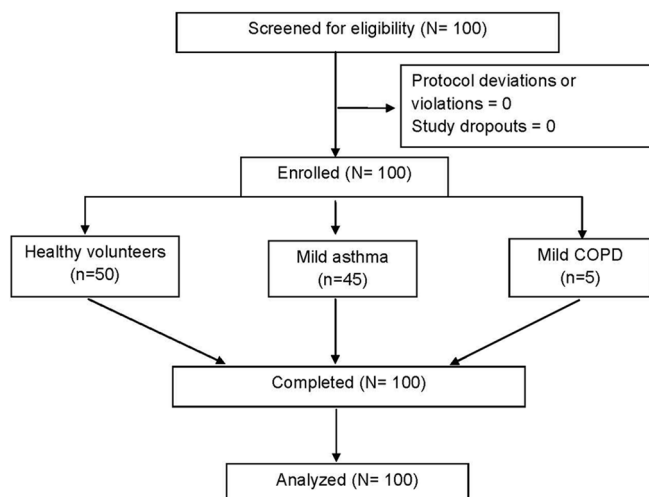 Screened for eligibility (N= 100)
Protocol deviations or
violations = 0
Study dropouts = 0
Enrolled (N= 100)
Healthy volunteers
(n=50)
Mild asthma
(n=45)
Mild COPD
(n=5)
Completed (N= 100)
Analyzed (N= 100)